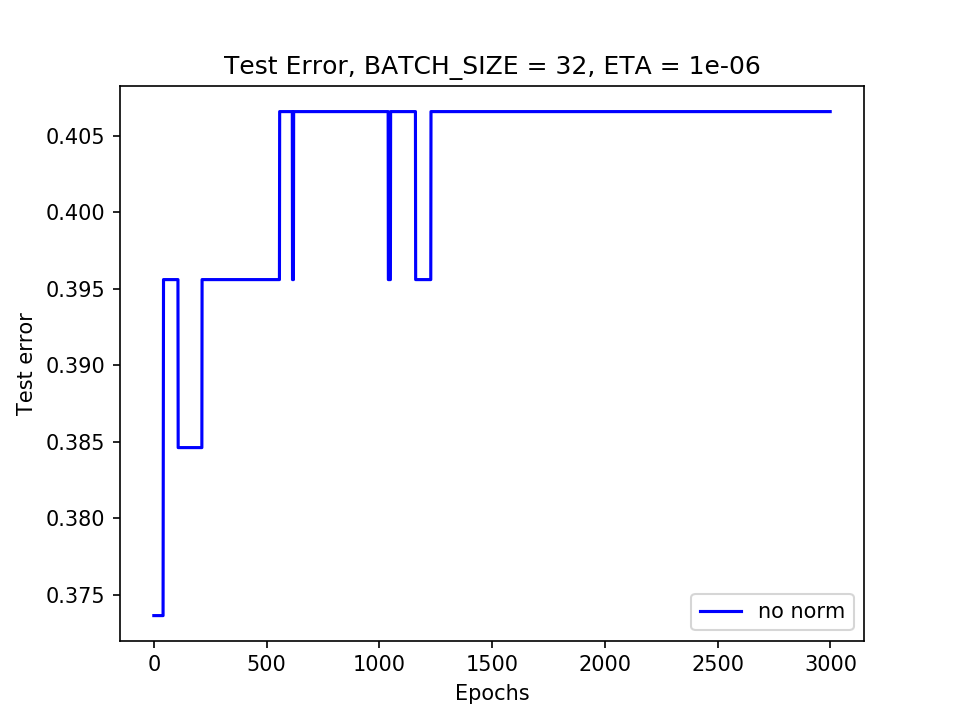 Test Error, BATCH_SIZE = 32, ETA = 1e-06
0.405
0.400
0.395
0.390
0.385
0.380
0.375
Test error
no norm
0 500 1000 1500 2000 2500 3000
Epochs